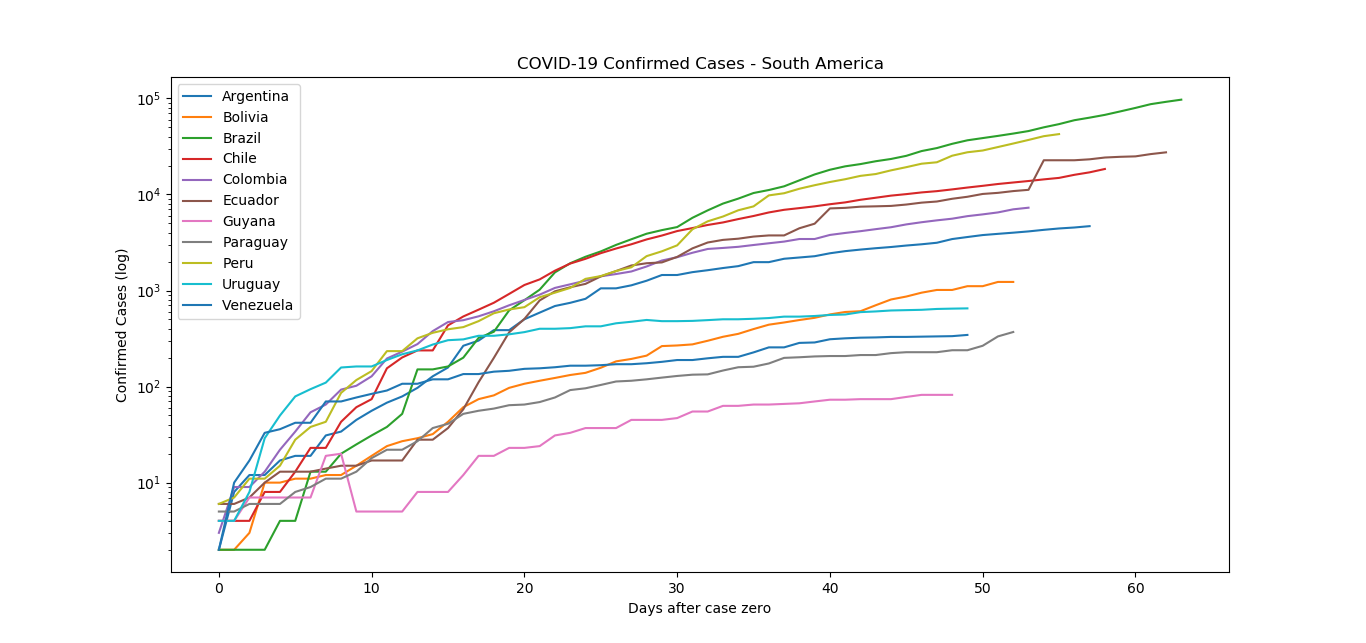 COVID-19 Confirmed Cases - South America
Argentina
Bolivia
Brazil
Chile
Colombia
Ecuador
Guyana
Paraguay
Peru
Uruguay
Venezuela
10⁵
10⁴
10³
10²
10¹
Confirmed Cases (log)
0 10 20 30 40 50 60
Days after case zero